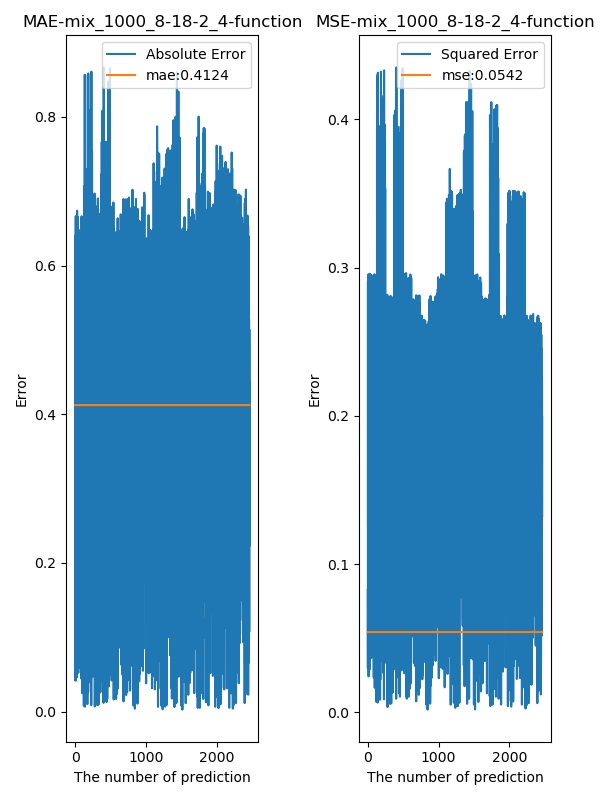 MAE-mix_1000_8-18-2_4-function
Absolute Error
mae:0.4124
Error
0.8
0.6
0.4
0.2
0.0
0
1000
2000
The number of prediction
MSE-mix_1000_8-18-2_4-function
Squared Error
mse:0.0542
Error
0.4
0.3
0.2
0.1
0.0
0
1000
2000
The number of prediction